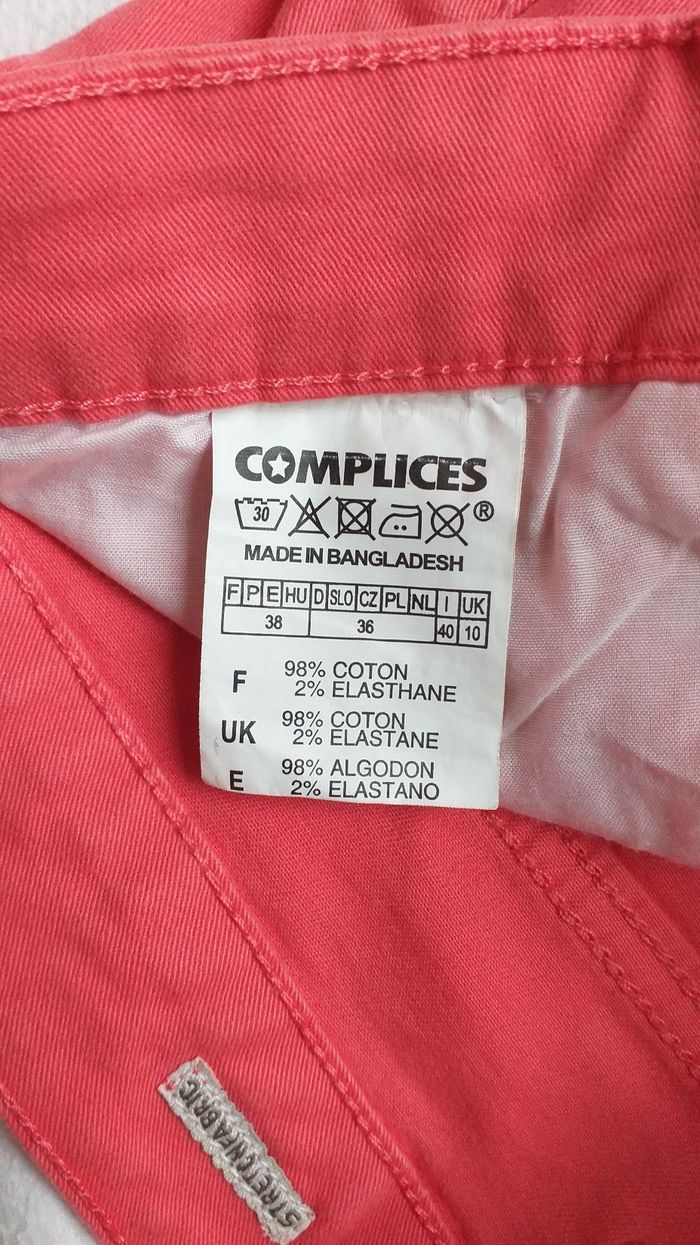 COMPLICES
30 ®
MADE IN BANGLADESH
F P E HU D SLO CZ PL NL I UK
38 36 40 10
F 98% COTON
2% ELASTHANE
UK 98% COTON
2% ELASTANE
E 98% ALGODON
2% ELASTANO
STRETCHFABRIC